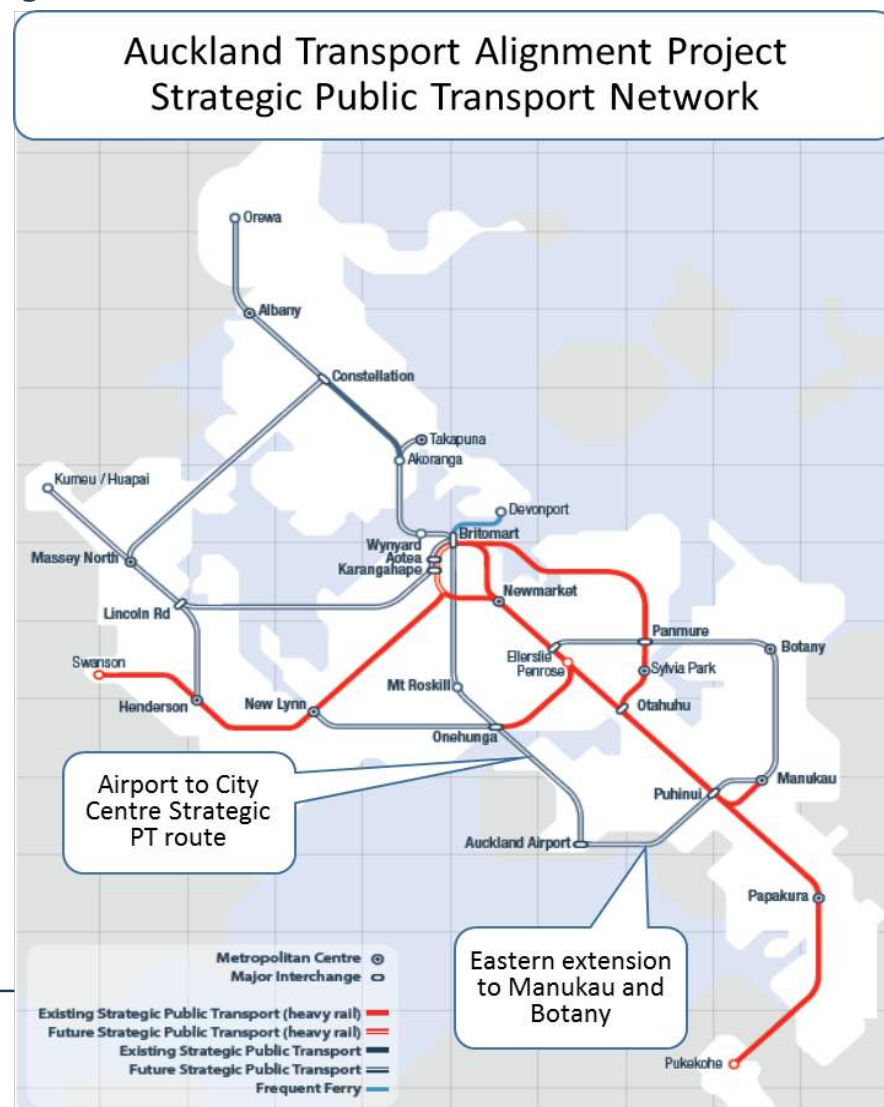 Auckland Transport Alignment Project
Strategic Public Transport Network
Orewa
Albany
Constellation
Takapuna
Akoranga
Kumeu / Huapai
Devonport
Wynyard
Britomart
Aotea
Massey North
Karangahape
Newmarket
Lincoln Rd
Panmure
Ellerslie
Botany
Swanson
Penrose
Sylvia Park
Mt Roskill
Henderson
New Lynn
Otahuhu
Onehunga
Airport to City
Centre Strategic
PT route
Puhinui
Manukau
Auckland Airport
Papakura
Eastern extension
to Manukau and
Botany
Metropolitan Centre
Major Interchange
Existing Strategic Public Transport (heavy rail)
Future Strategic Public Transport (heavy rail)
Existing Strategic Public Transport
Future Strategic Public Transport
Frequent Ferry
Pukekohe